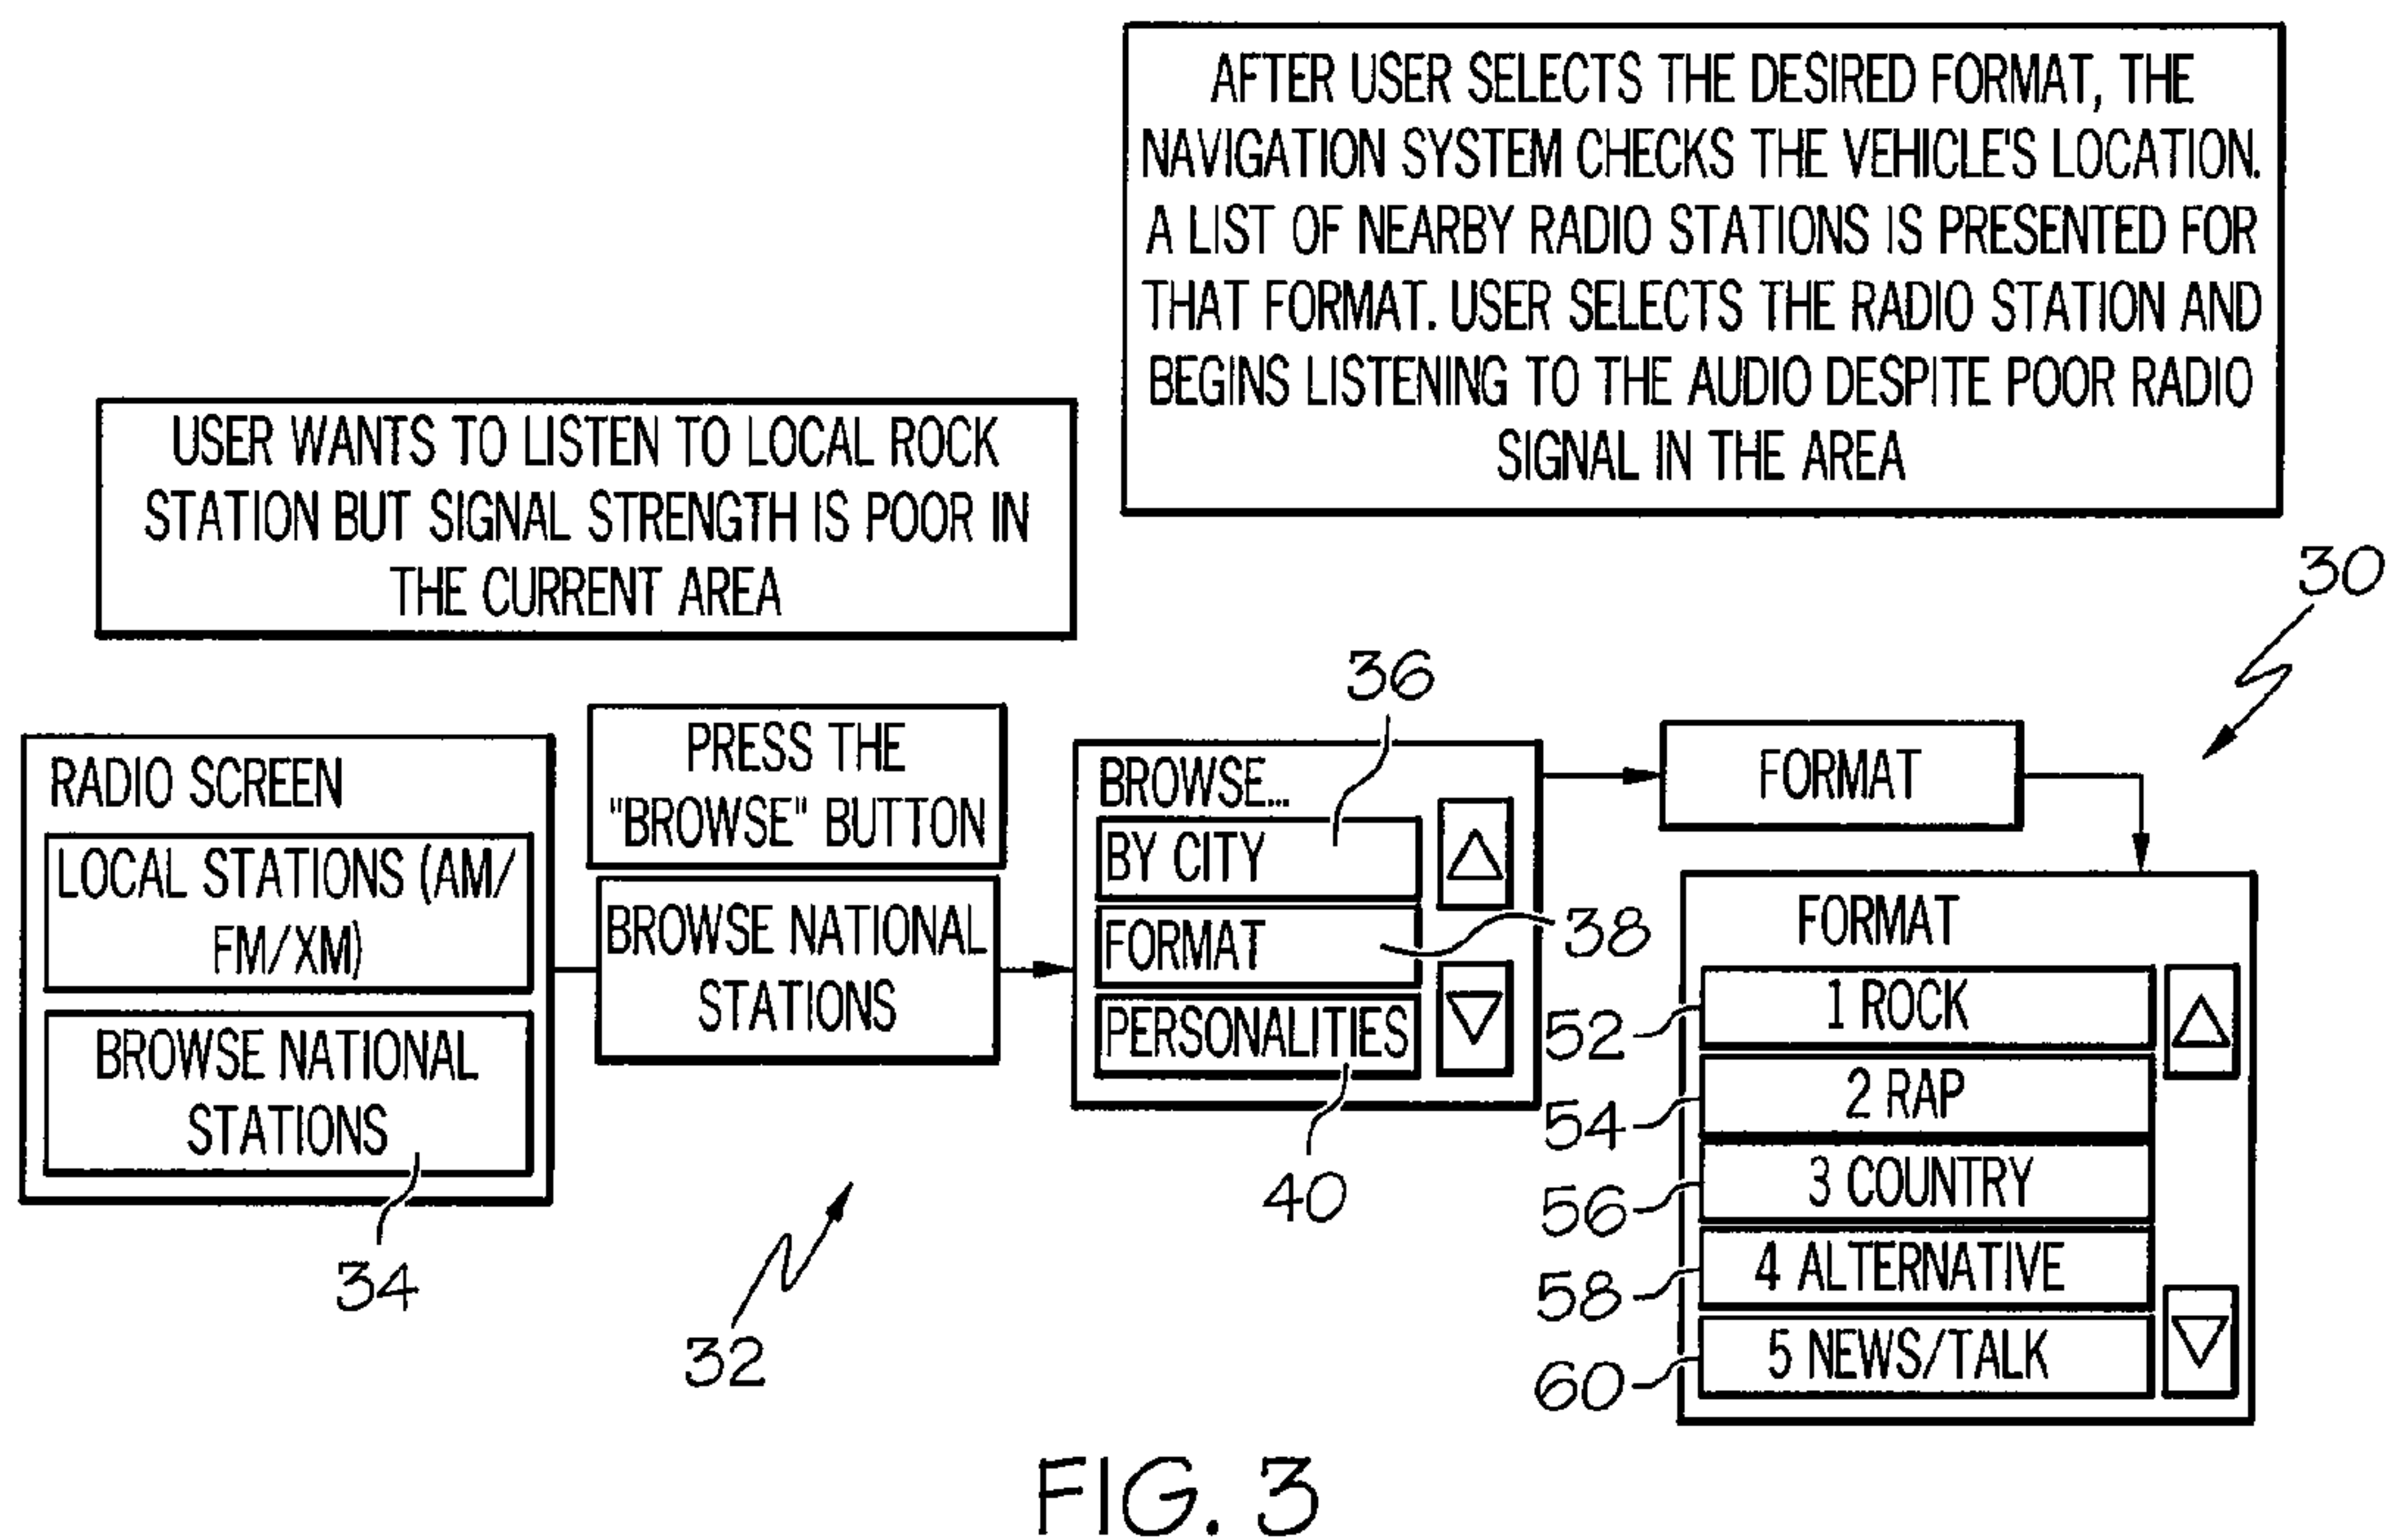 AFTER USER SELECTS THE DESIRED FORMAT, THE
NAVIGATION SYSTEM CHECKS THE VEHICLE'S LOCATION.
A LIST OF NEARBY RADIO STATIONS IS PRESENTED FOR
THAT FORMAT. USER SELECTS THE RADIO STATION AND
BEGINS LISTENING TO THE AUDIO DESPITE POOR RADIO
SIGNAL IN THE AREA
USER WANTS TO LISTEN TO LOCAL ROCK
STATION BUT SIGNAL STRENGTH IS POOR IN
THE CURRENT AREA
30
RADIO SCREEN
LOCAL STATIONS (AM/
FM/XM)
BROWSE NATIONAL
STATIONS
34
PRESS THE
"BROWSE" BUTTON
BROWSE NATIONAL
STATIONS
32
36
BROWSE...
BY CITY
FORMAT
38
PERSONALITIES
40
FORMAT
FORMAT
52
1 ROCK
54
2 RAP
56
3 COUNTRY
58
4 ALTERNATIVE
60
5 NEWS/TALK
FIG. 3